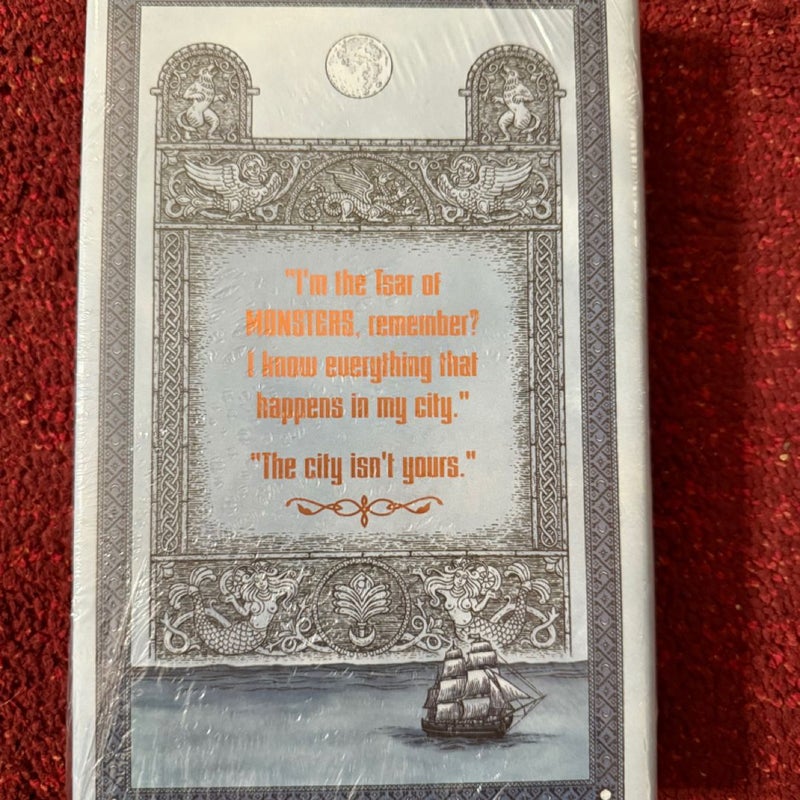 "I'm the Tsar of
MONSTERS, remember?
I know everything that
happens in my city."
"The city isn't yours."